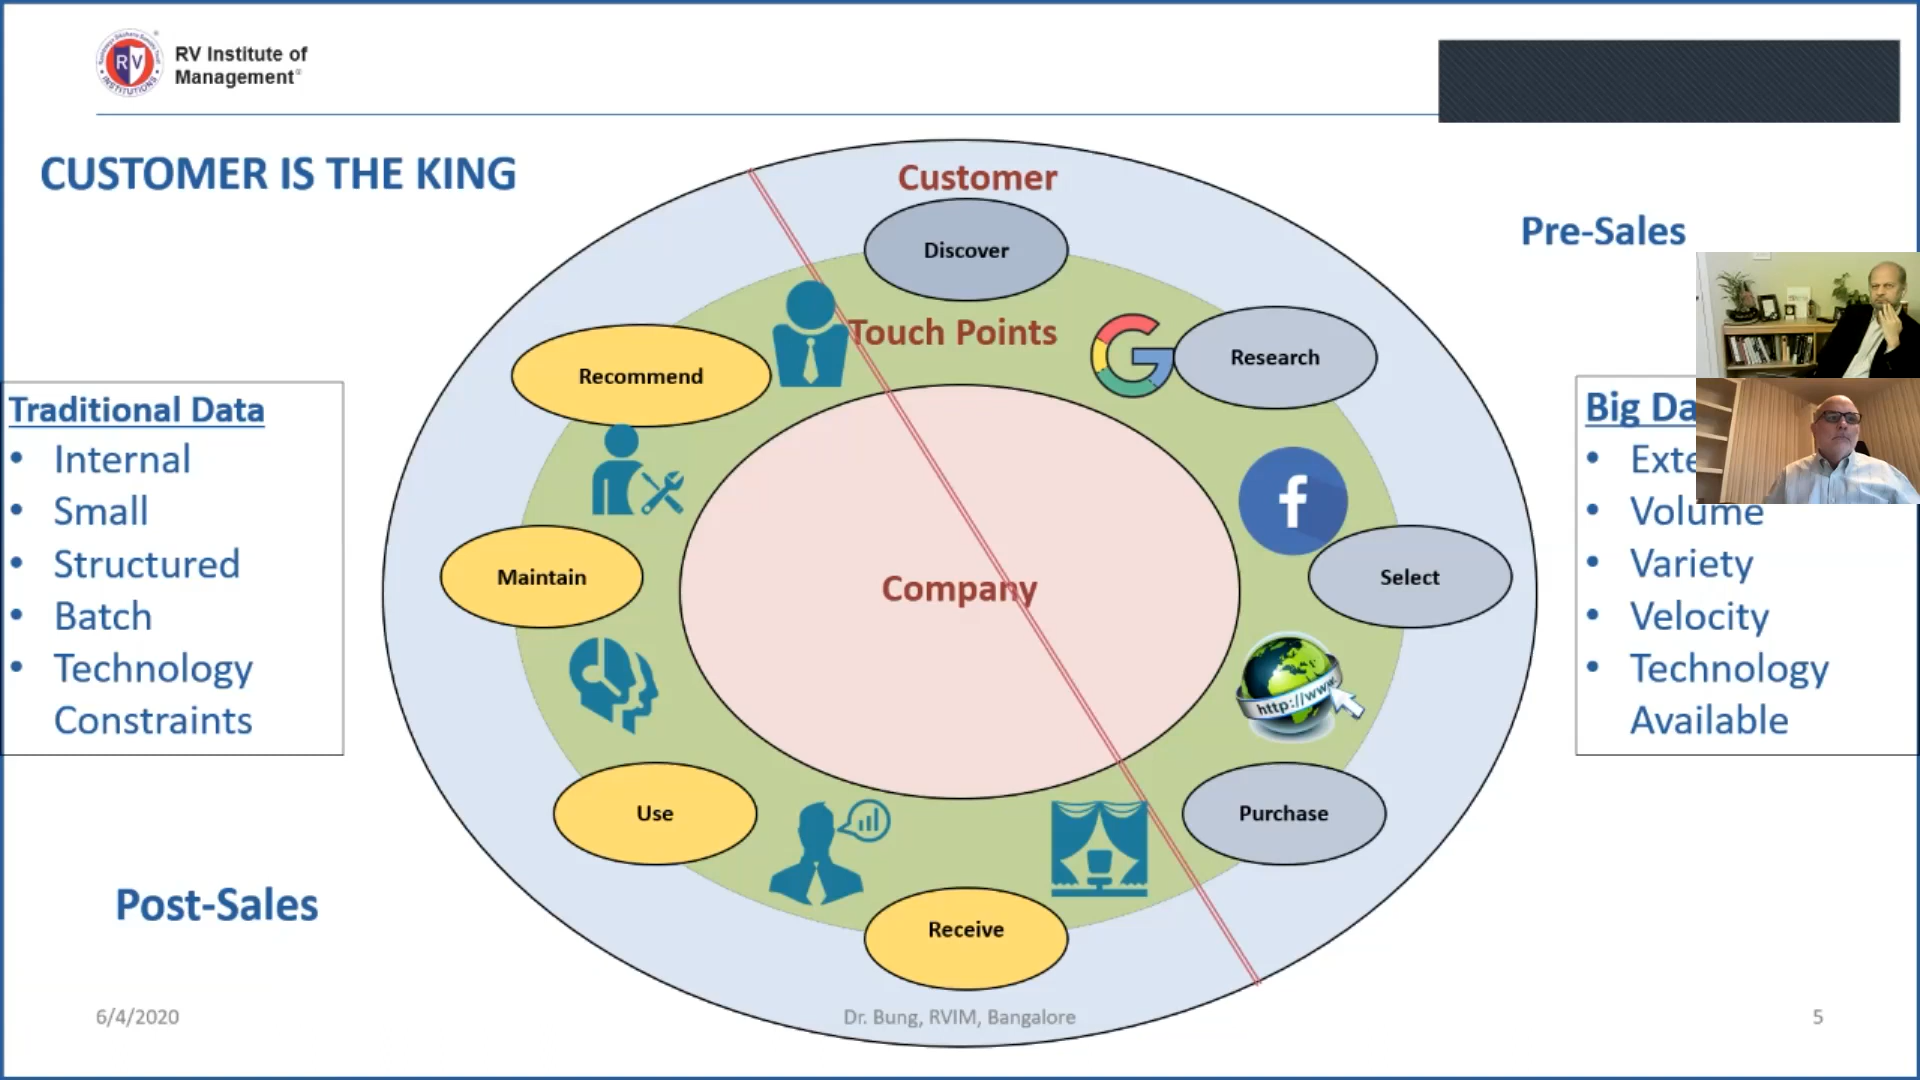 RV Institute of
Management
RV
INSTITUTIONS
CUSTOMER IS THE KING
Customer
Pre-Sales
Discover
Touch Points
Research
Recommend
Traditional Data
• Internal
• Small
• Structured
• Batch
• Technology
Constraints
Big Da
• Exte
• Volume
• Variety
• Velocity
• Technology
Available
f
Maintain
Select
Company
http://www.
Use
Purchase
Post-Sales
Receive
6/4/2020
Dr. Bung, RVIM, Bangalore
5